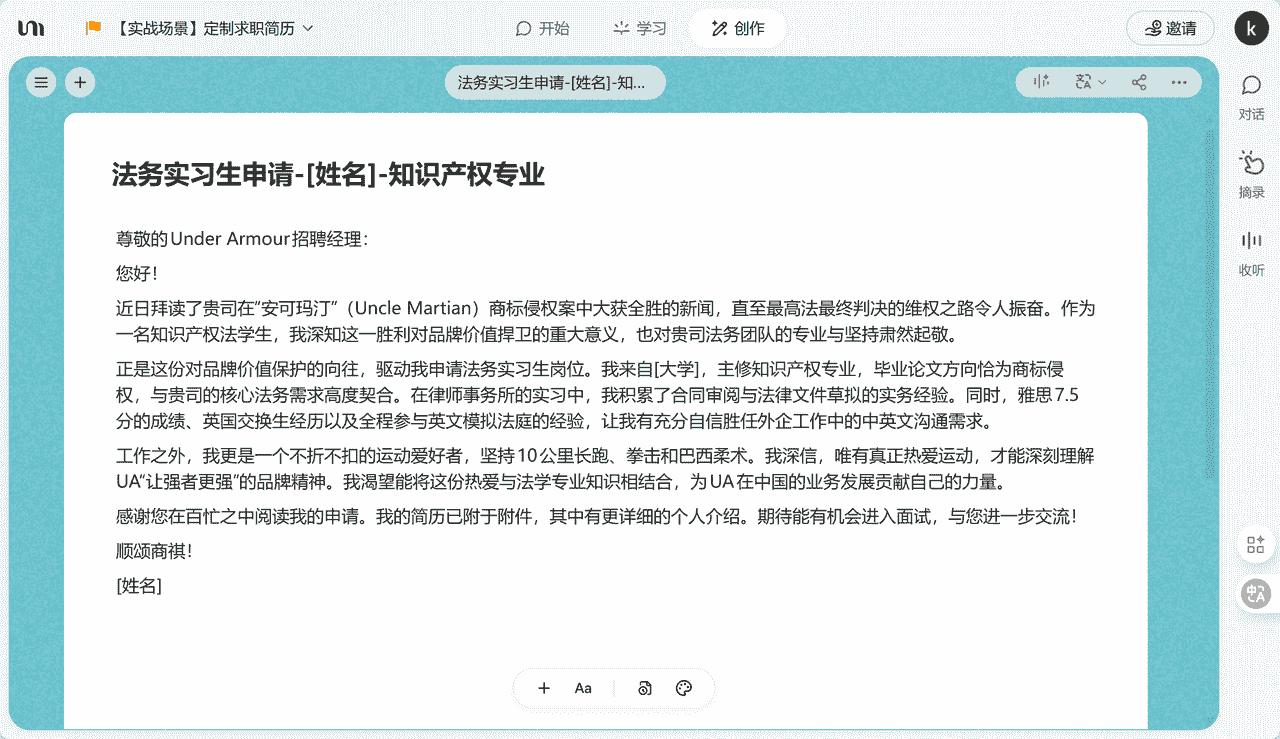 【实战场景】定制求职简历
开始
学习
创作
邀请
k
法务实习生申请-[姓名]-知...
对话
摘录
收听
法务实习生申请-[姓名]-知识产权专业
尊敬的Under Armour招聘经理：
您好！
近日拜读了贵司在“安可玛汀”（Uncle Martian）商标侵权案中大获全胜的新闻，直至最高法最终判决的维权之路令人振奋。作为
一名知识产权法学生，我深知这一胜利对品牌价值捍卫的重大意义，也对贵司法务团队的专业与坚持肃然起敬。
正是这份对品牌价值保护的向往，驱动我申请法务实习生岗位。我来自[大学]，主修知识产权专业，毕业论文方向恰为商标侵
权，与贵司的核心法务需求高度契合。在律师事务所的实习中，我积累了合同审阅与法律文件草拟的实务经验。同时，雅思7.5
分的成绩、英国交换生经历以及全程参与英文模拟法庭的经验，让我有充分自信胜任外企工作中的中英文沟通需求。
工作之外，我更是一个不折不扣的运动爱好者，坚持10公里长跑、拳击和巴西柔术。我深信，唯有真正热爱运动，才能深刻理解
UA“让强者更强”的品牌精神。我渴望能将这份热爱与法学专业知识相结合，为UA在中国的业务发展贡献自己的力量。
感谢您在百忙之中阅读我的申请。我的简历已附于附件，其中有更详细的个人介绍。期待能有机会进入面试，与您进一步交流！
顺颂商祺！
[姓名]
Aa